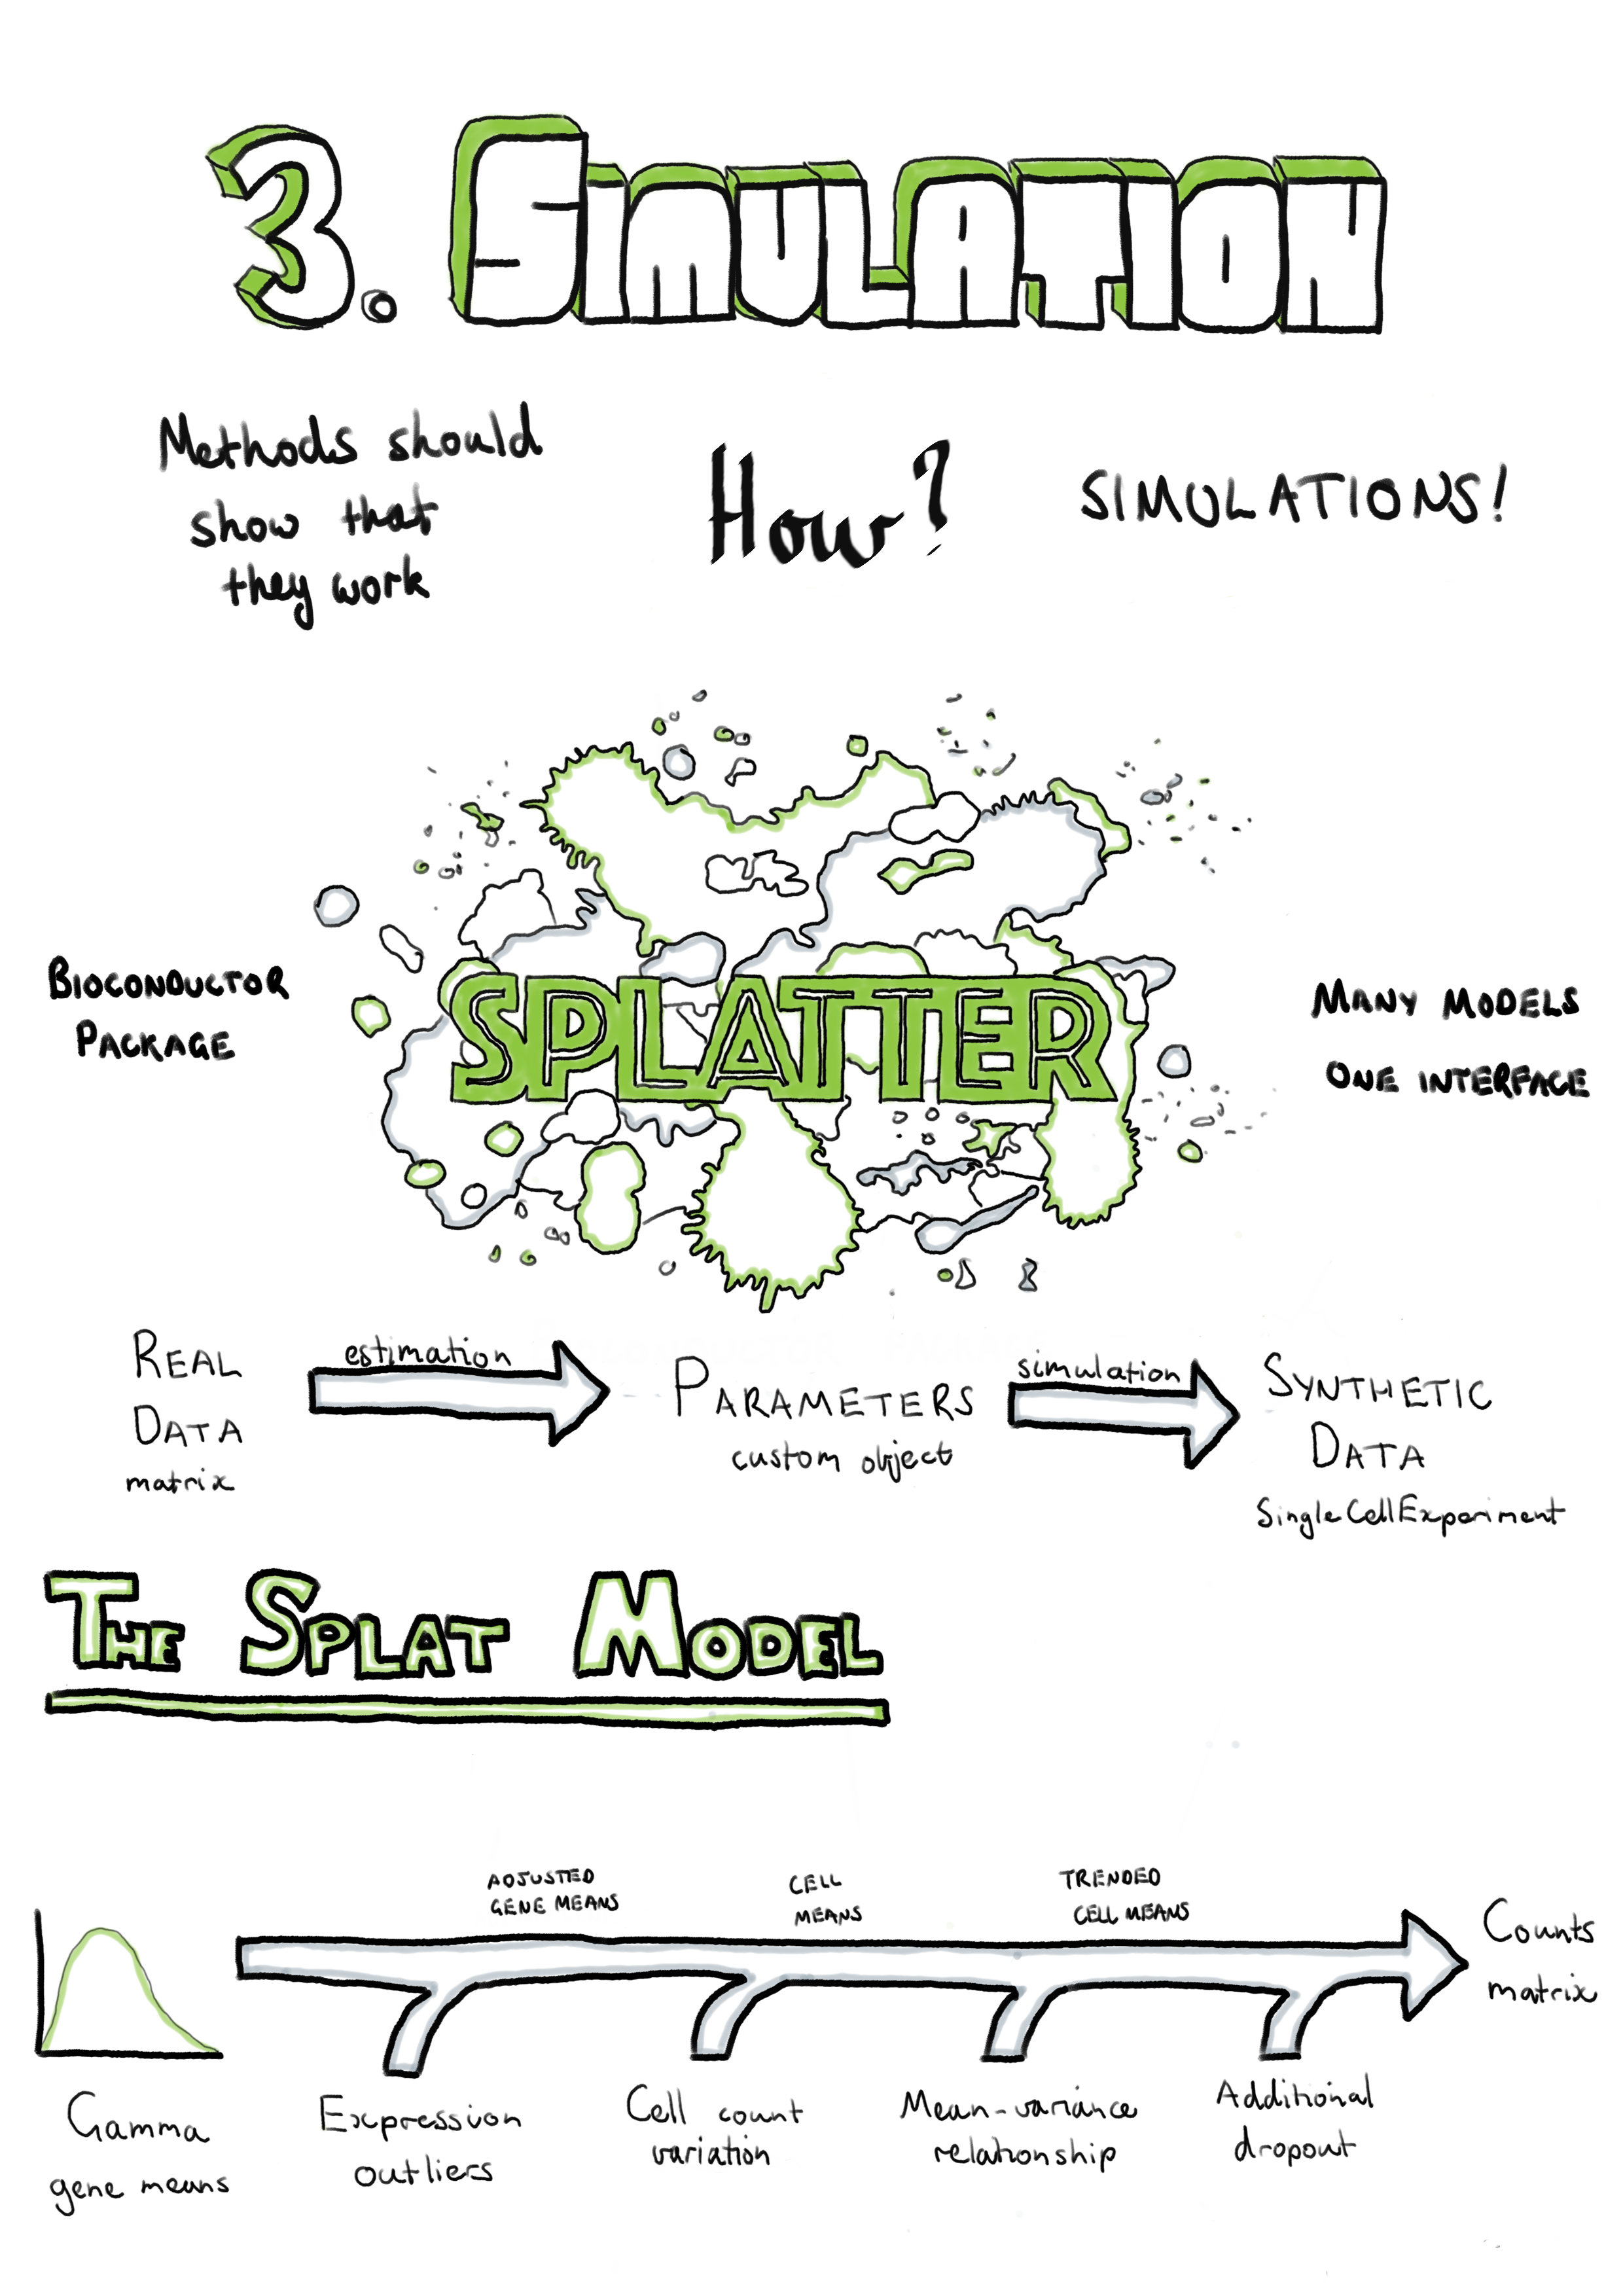 3. SIMULATION
Methods should
show that
they work
How?
SIMULATIONS!
BIOCONDUCTOR
PACKAGE
SPLATTER
MANY MODELS
ONE INTERFACE
REAL
DATA
matrix
estimation
PARAMETERS
custom object
simulation
SYNTHETIC
DATA
SingleCellExperiment
THE SPLAT MODEL
ADJUSTED
GENE MEANS
CELL
MEANS
TRENDED
CELL MEANS
Counts
matrix
Gamma
gene means
Expression
outliers
Cell count
variation
Mean-variance
relationship
Additional
dropout